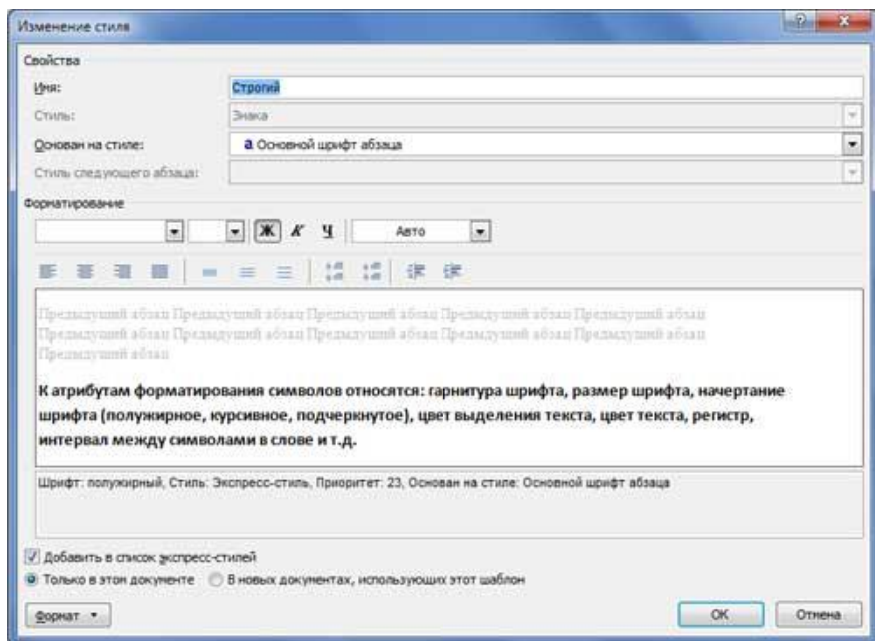 Изменение стиля
Свойства
Имя: Строгий
Стиль: Знака
Основан на стиле: a Основной шрифт абзаца
Стиль следующего абзаца:
Форматирование
Ж К Ч Авто
Предыдущий абзац Предыдущий абзац Предыдущий абзац Предыдущий абзац Предыдущий абзац
Предыдущий абзац Предыдущий абзац Предыдущий абзац Предыдущий абзац Предыдущий абзац
Предыдущий абзац
К атрибутам форматирования символов относятся: гарнитура шрифта, размер шрифта, начертание
шрифта (полужирное, курсивное, подчеркнутое), цвет выделения текста, цвет текста, регистр,
интервал между символами в слове и т.д.
Шрифт: полужирный, Стиль: Экспресс-стиль, Приоритет: 23, Основан на стиле: Основной шрифт абзаца
Добавить в список экспресс-стилей
Только в этом документе В новых документах, использующих этот шаблон
Формат ОК Отмена